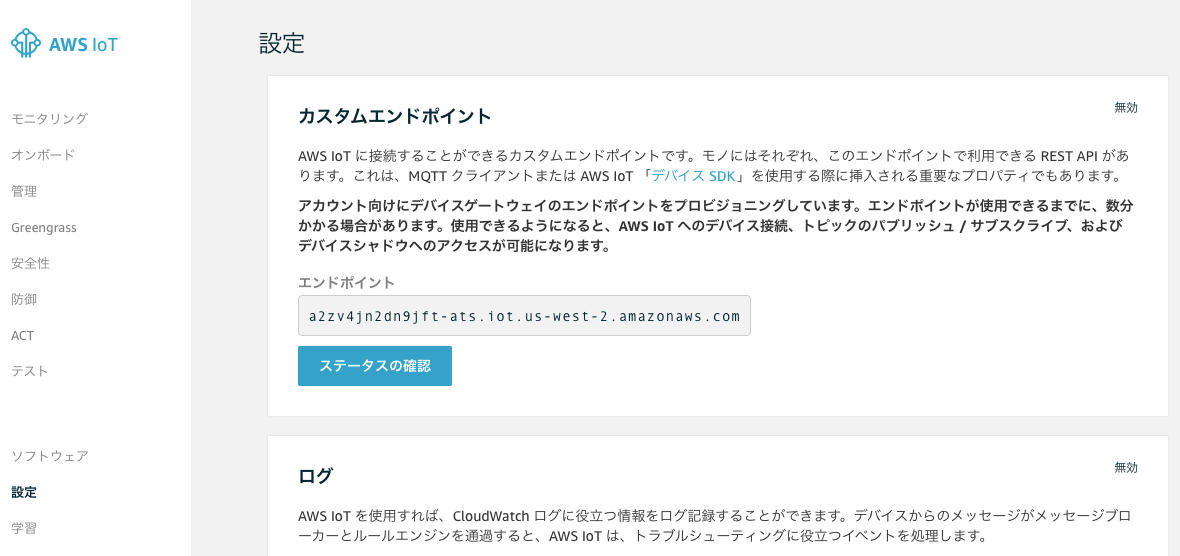 AWS IoT
モニタリング
オンボード
管理
Greengrass
安全性
防御
ACT
テスト
ソフトウェア
設定
学習
設定
カスタムエンドポイント
無効
AWS IoT に接続することができるカスタムエンドポイントです。モノにはそれぞれ、このエンドポイントで利用できる REST API があ
ります。これは、MQTT クライアントまたは AWS IoT 「デバイス SDK」を使用する際に挿入される重要なプロパティでもあります。
アカウント向けにデバイスゲートウェイのエンドポイントをプロビジョニングしています。エンドポイントが使用できるまでに、数分
かかる場合があります。使用できるようになると、AWS IoT へのデバイス接続、トピックのパブリッシュ / サブスクライブ、および
デバイスシャドウへのアクセスが可能になります。
エンドポイント
a2zv4jn2dn9jft-ats.iot.us-west-2.amazonaws.com
ステータスの確認
ログ
無効
AWS IoT を使用すれば、CloudWatch ログに役立つ情報をログ記録することができます。デバイスからのメッセージがメッセージブロ
ーカーとルールエンジンを通過すると、AWS IoT は、トラブルシューティングに役立つイベントを処理します。